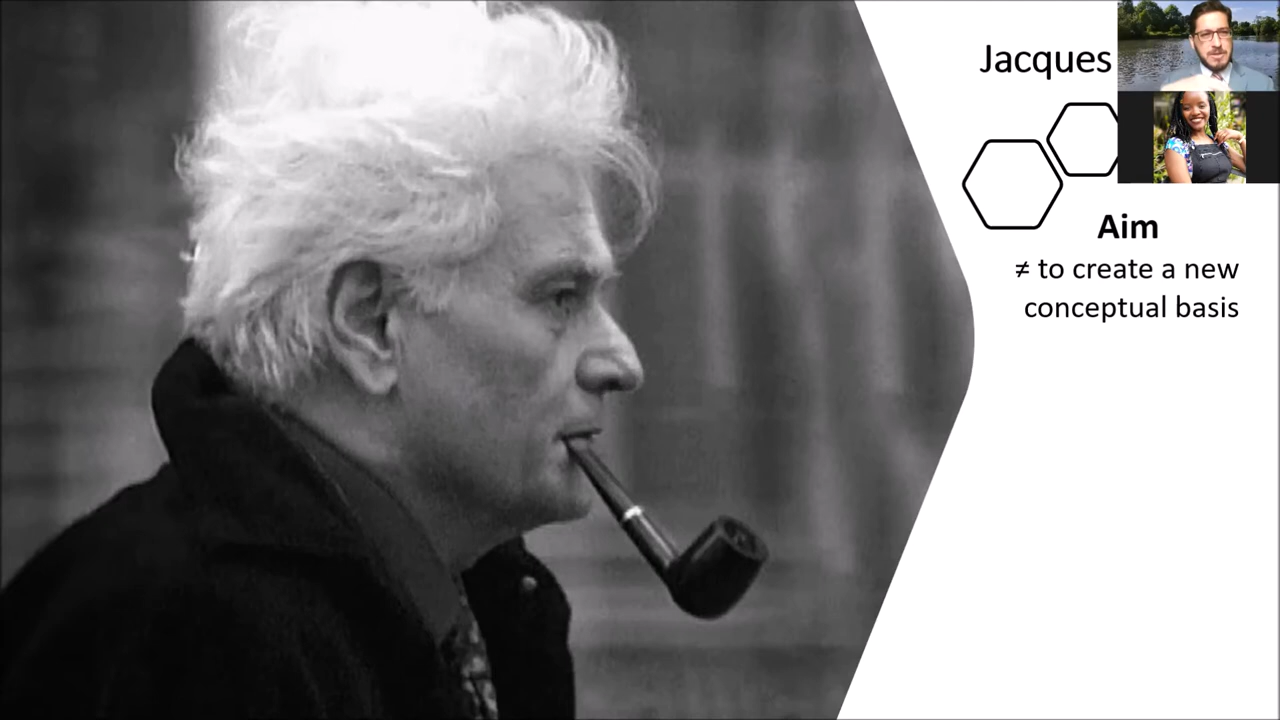 Jacques
Aim
≠ to create a new
conceptual basis